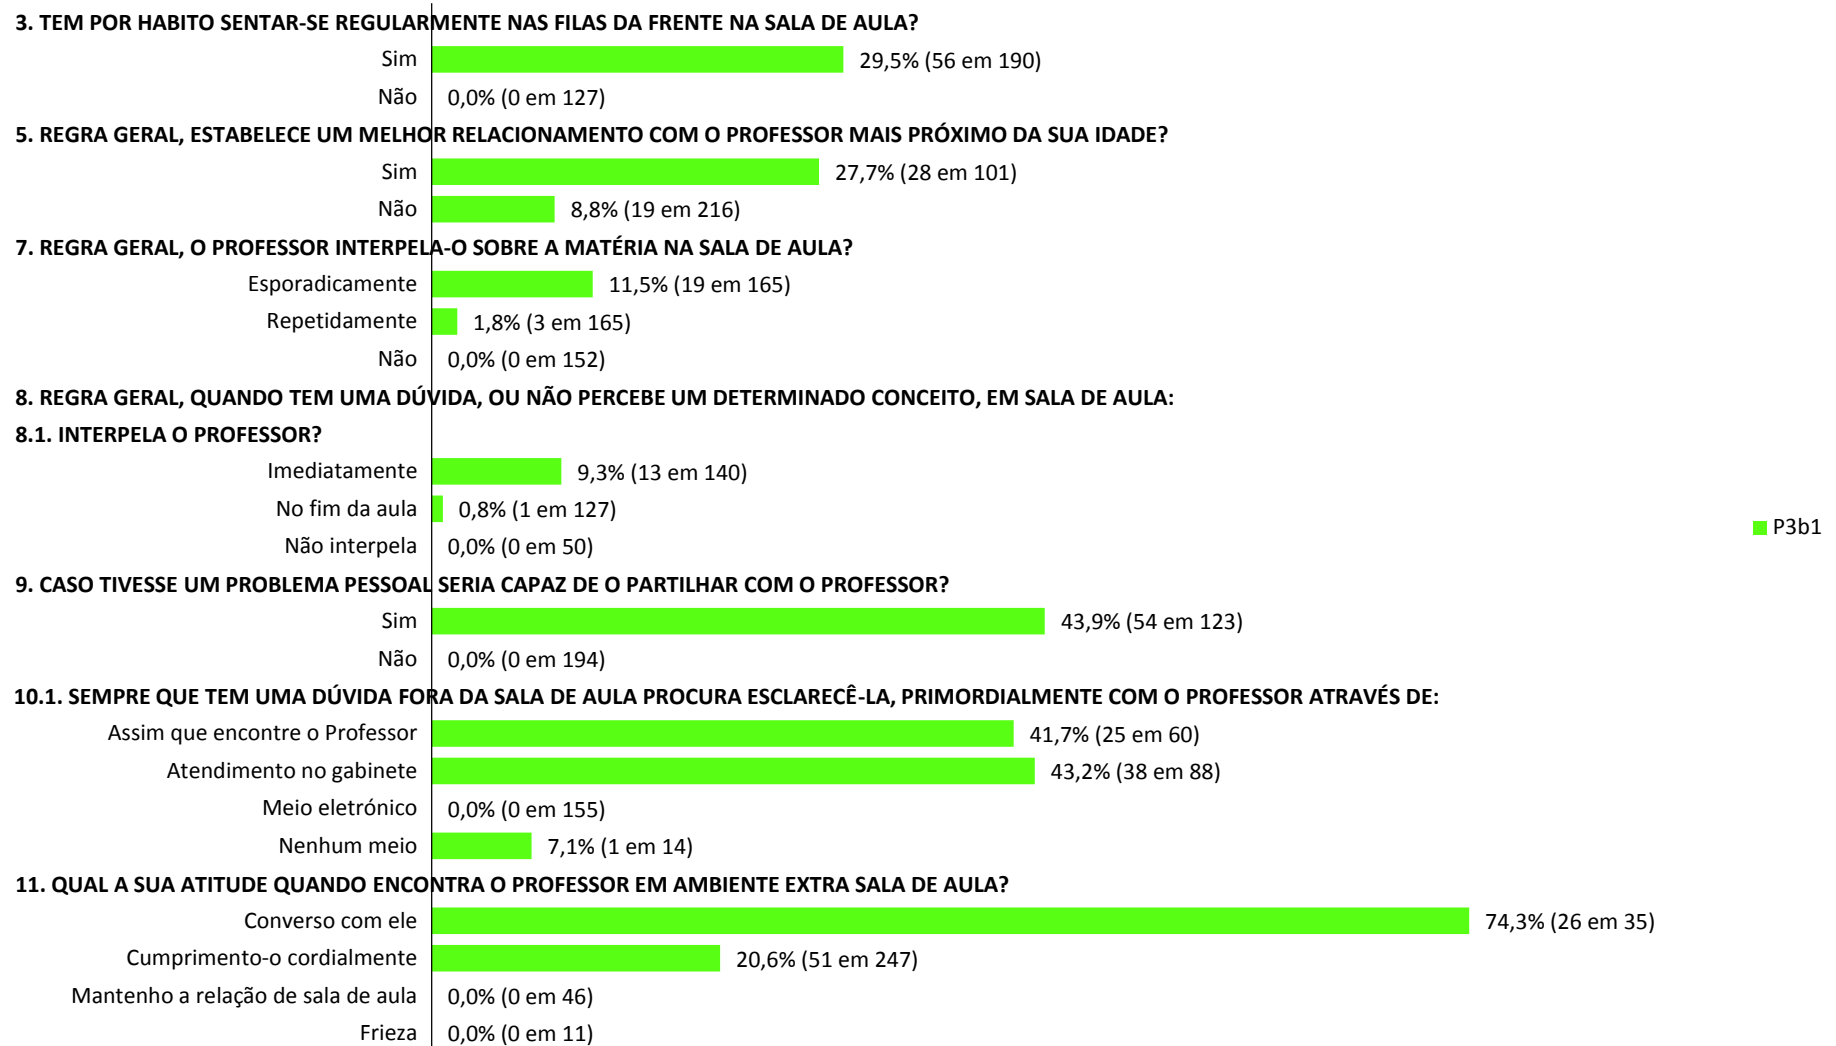 3. TEM POR HABITO SENTAR-SE REGULARMENTE NAS FILAS DA FRENTE NA SALA DE AULA?
Sim 29,5% (56 em 190)
Não 0,0% (0 em 127)
5. REGRA GERAL, ESTABELECE UM MELHOR RELACIONAMENTO COM O PROFESSOR MAIS PRÓXIMO DA SUA IDADE?
Sim 27,7% (28 em 101)
Não 8,8% (19 em 216)
7. REGRA GERAL, O PROFESSOR INTERPELA-O SOBRE A MATÉRIA NA SALA DE AULA?
Esporadicamente 11,5% (19 em 165)
Repetidamente 1,8% (3 em 165)
Não 0,0% (0 em 152)
8. REGRA GERAL, QUANDO TEM UMA DÚVIDA, OU NÃO PERCEBE UM DETERMINADO CONCEITO, EM SALA DE AULA:
8.1. INTERPELA O PROFESSOR?
Imediatamente 9,3% (13 em 140)
No fim da aula 0,8% (1 em 127)
P3b1
Não interpela 0,0% (0 em 50)
9. CASO TIVESSE UM PROBLEMA PESSOAL SERIA CAPAZ DE O PARTILHAR COM O PROFESSOR?
Sim 43,9% (54 em 123)
Não 0,0% (0 em 194)
10.1. SEMPRE QUE TEM UMA DÚVIDA FORA DA SALA DE AULA PROCURA ESCLARECÊ-LA, PRIMORDIALMENTE COM O PROFESSOR ATRAVÉS DE:
Assim que encontre o Professor 41,7% (25 em 60)
Atendimento no gabinete 43,2% (38 em 88)
Meio eletrónico 0,0% (0 em 155)
Nenhum meio 7,1% (1 em 14)
11. QUAL A SUA ATITUDE QUANDO ENCONTRA O PROFESSOR EM AMBIENTE EXTRA SALA DE AULA?
Converso com ele 74,3% (26 em 35)
Cumprimento-o cordialmente 20,6% (51 em 247)
Mantenho a relação de sala de aula 0,0% (0 em 46)
Frieza 0,0% (0 em 11)